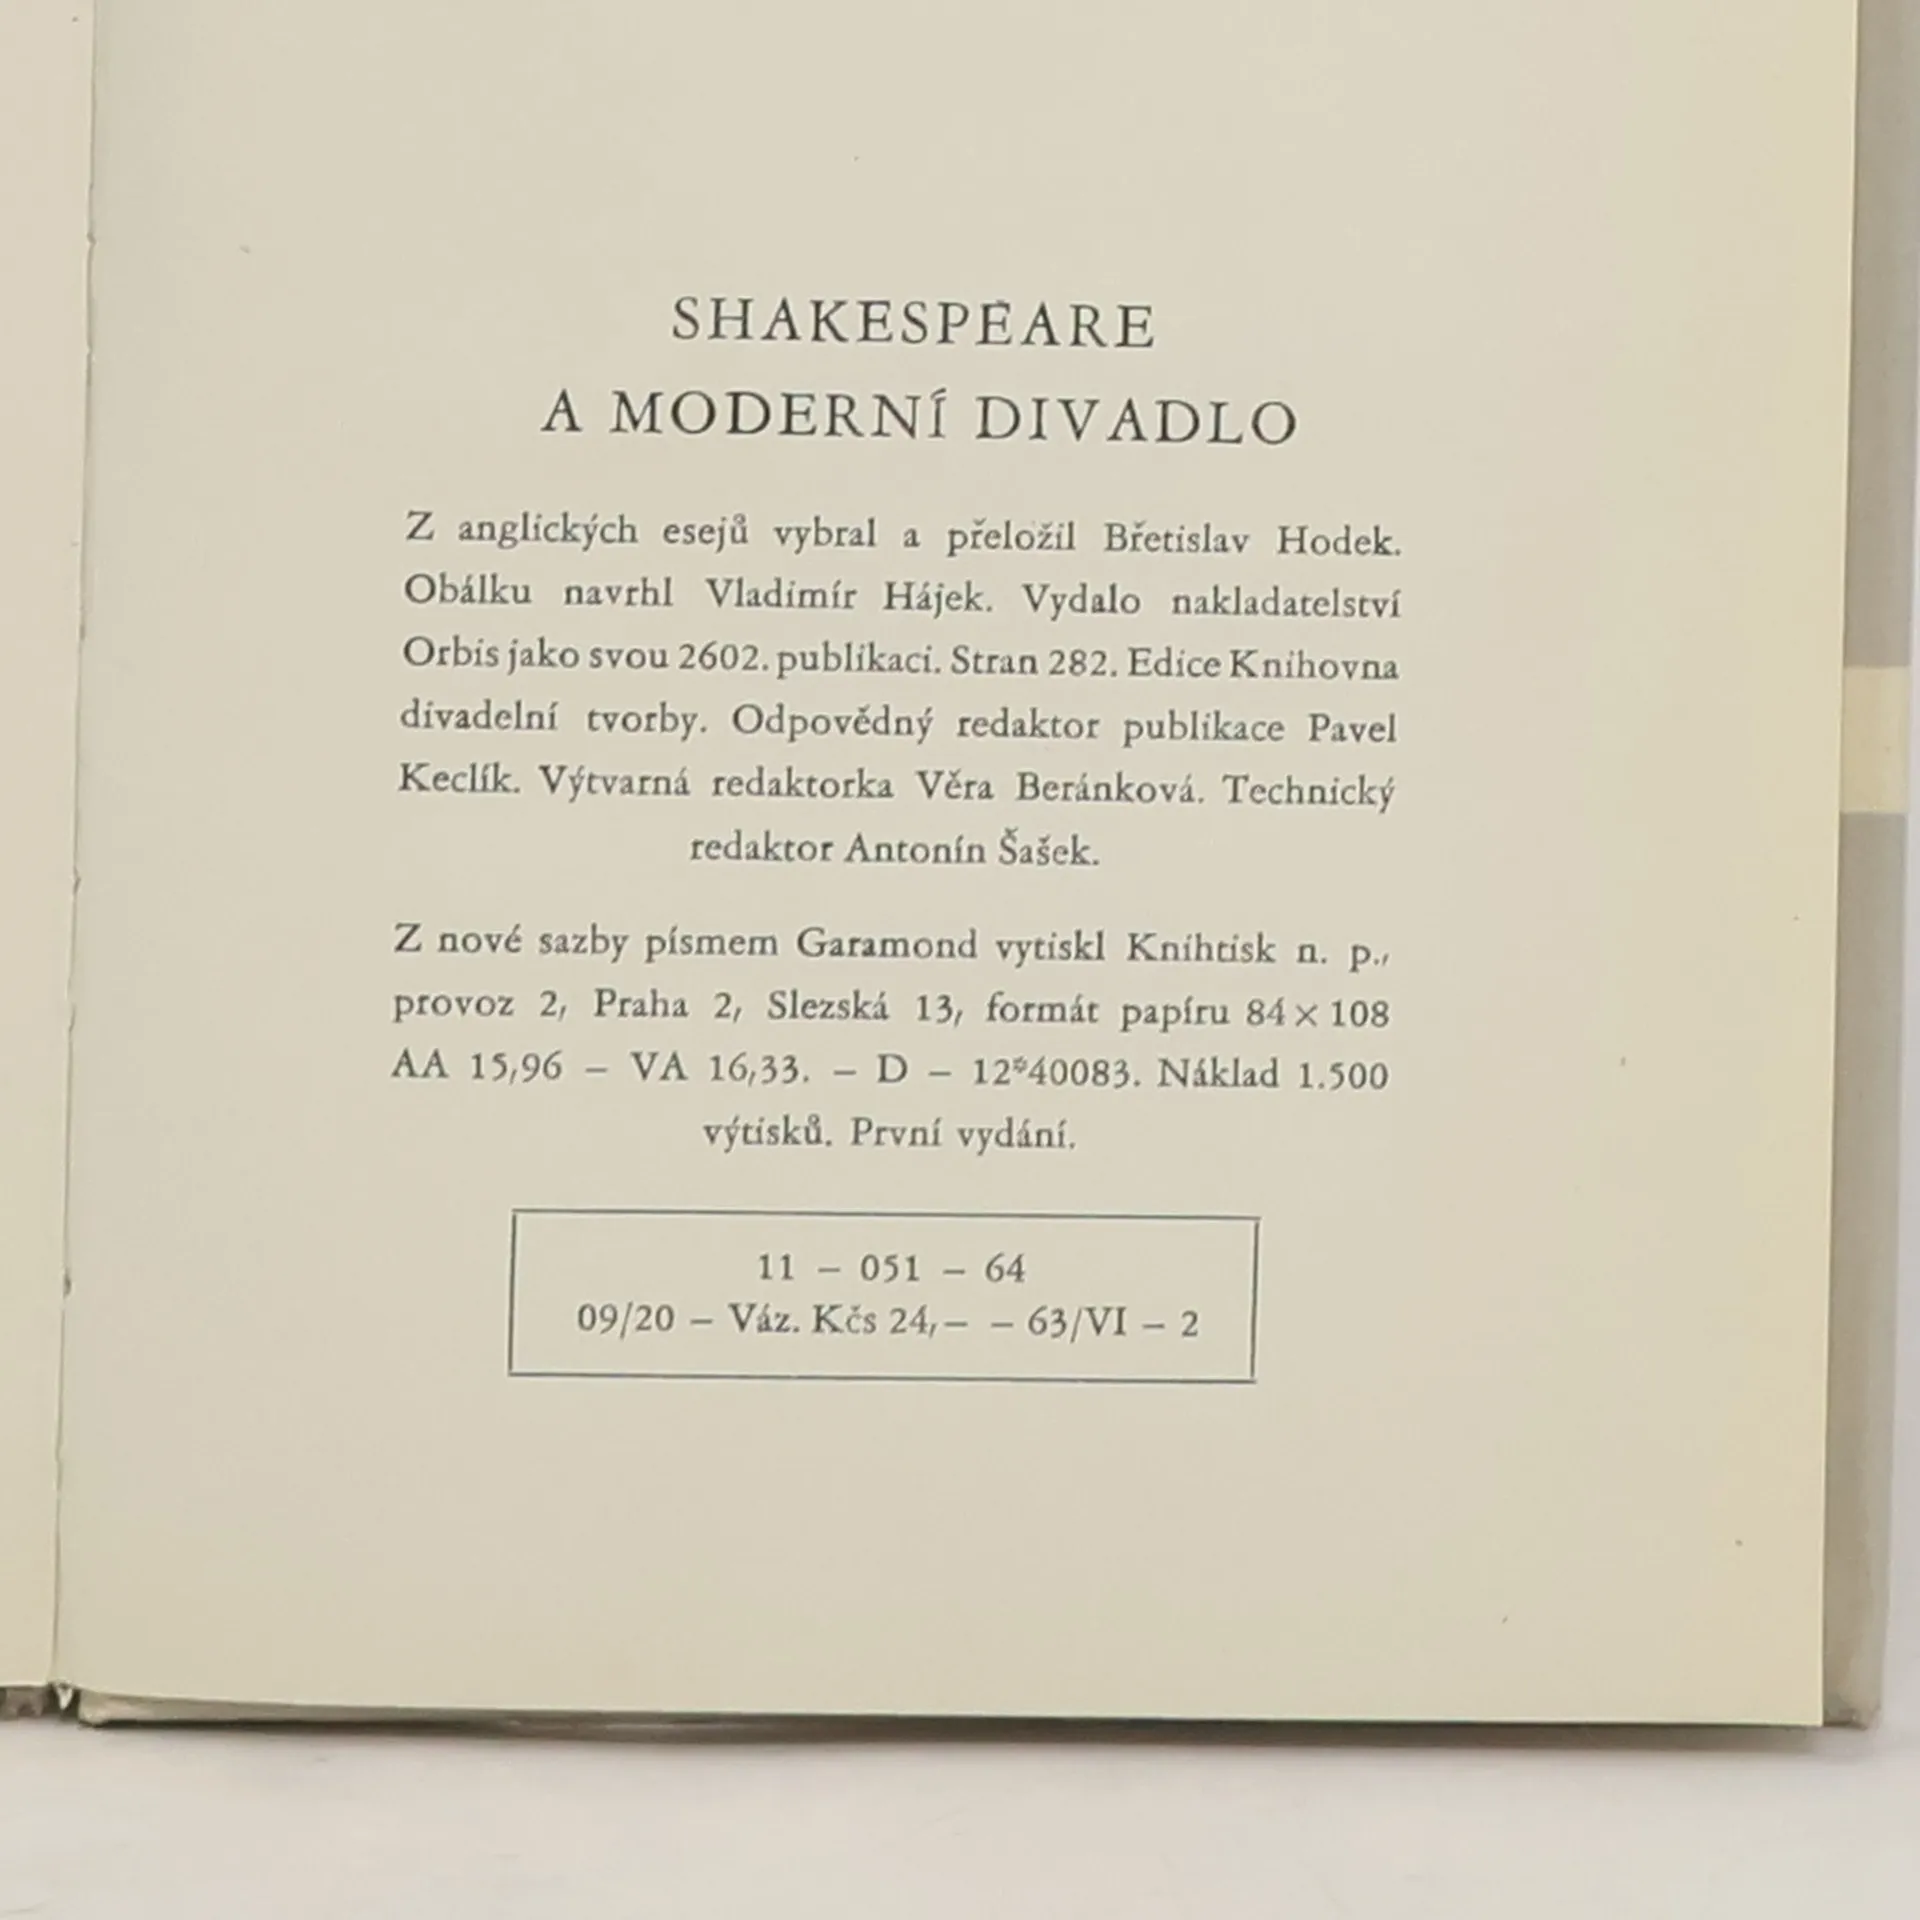 SHAKESPEARE
A MODERNÍ DIVADLO
Z anglických esejů vybral a přeložil Břetislav Hodek.
Obálku navrhl Vladimír Hájek. Vydalo nakladatelství
Orbis jako svou 2602. publikaci. Stran 282. Edice Knihovna
divadelní tvorby. Odpovědný redaktor publikace Pavel
Keclík. Výtvarná redaktorka Věra Beránková. Technický
redaktor Antonín Šašek.
Z nové sazby písmem Garamond vytiskl Knihtisk n. p.,
provoz 2, Praha 2, Slezská 13, formát papíru 84 × 108
AA 15,96 – VA 16,33. – D – 12*40083. Náklad 1.500
výtisků. První vydání.
11 – 051 – 64
09/20 – Váz. Kčs 24,– – 63/VI – 2